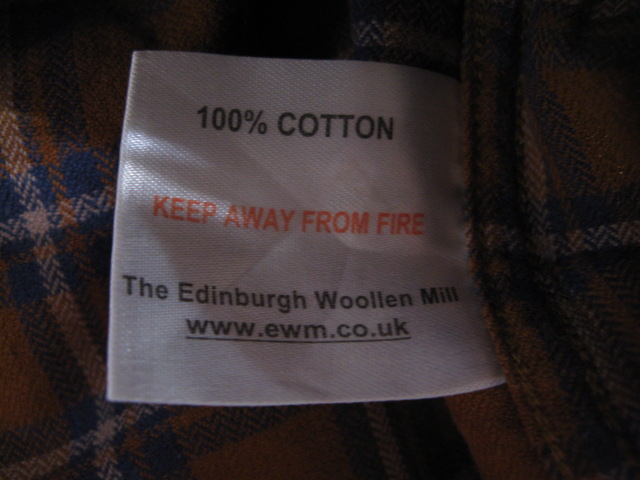 100% COTTON
KEEP AWAY FROM FIRE
The Edinburgh Woollen Mill
www.ewm.co.uk